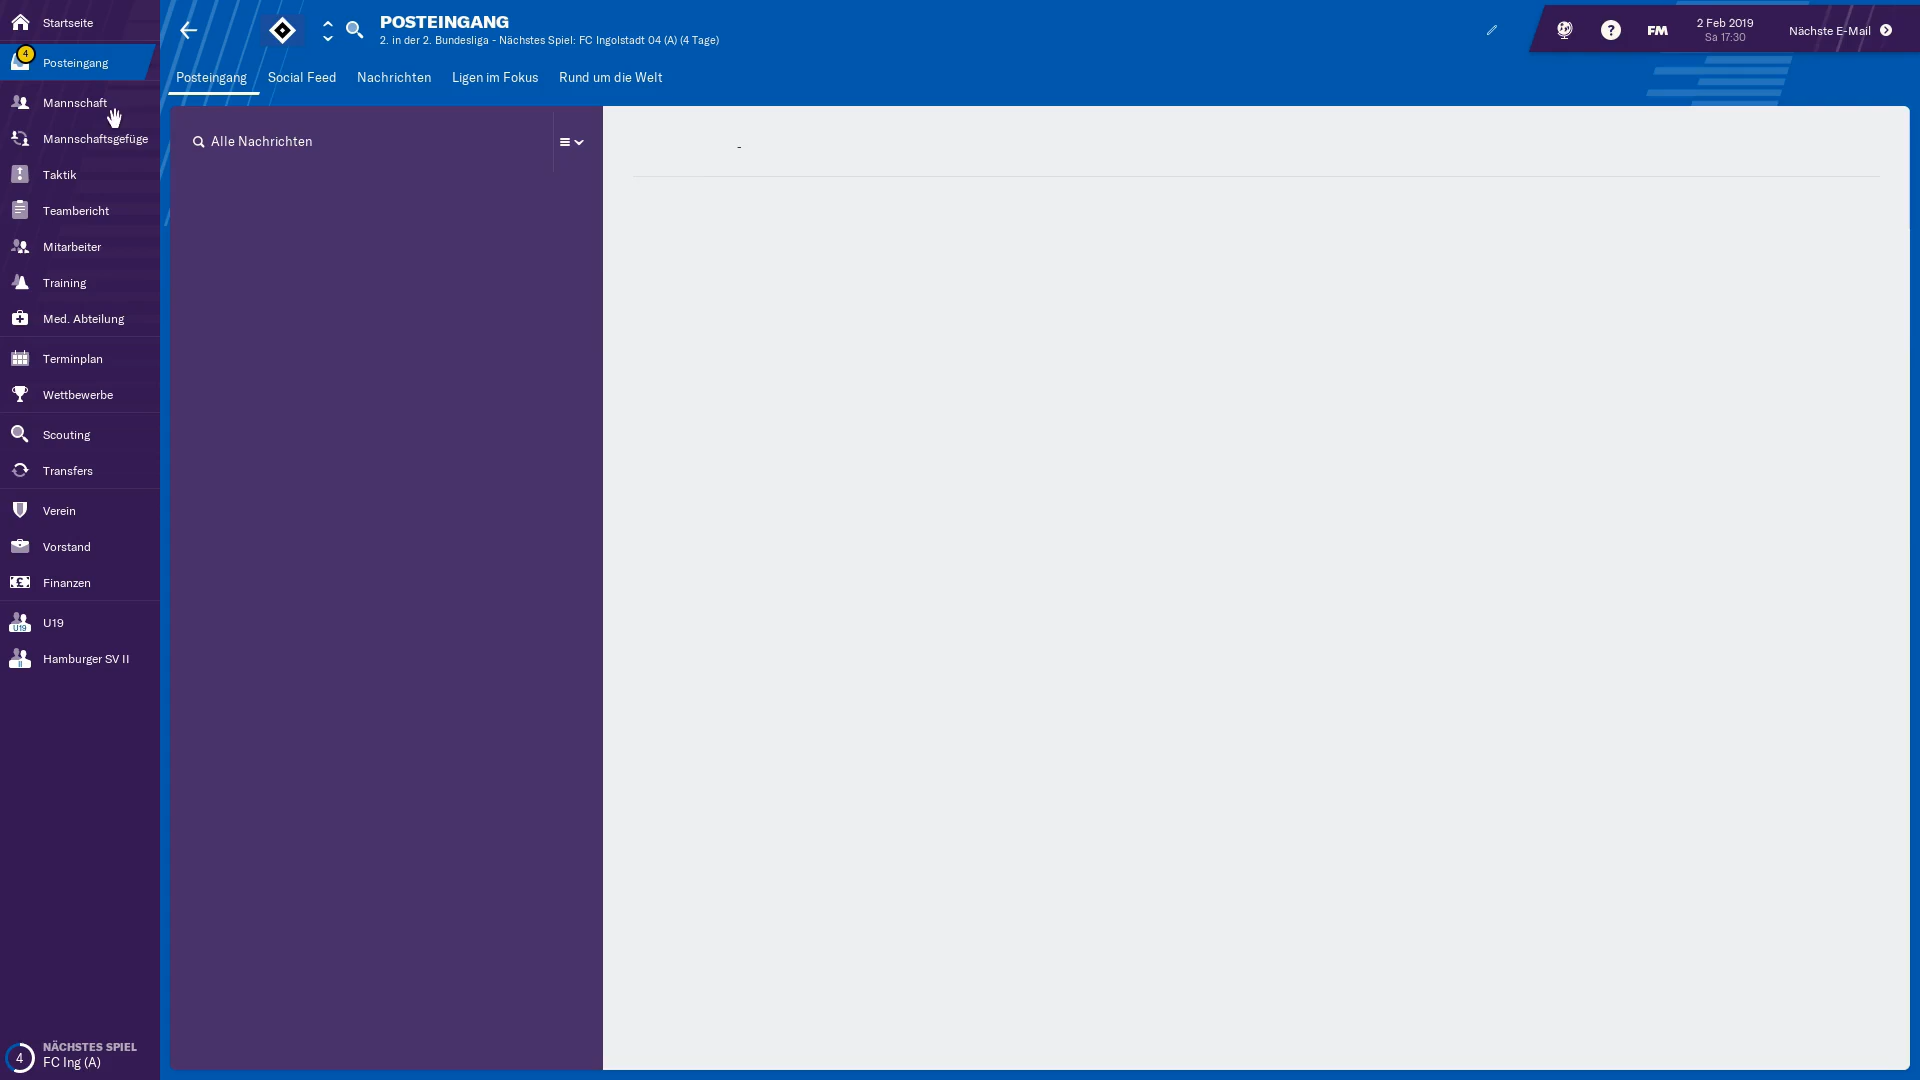 Startseite
4
Posteingang
Mannschaft
Mannschaftsgefüge
Taktik
Teambericht
Mitarbeiter
Training
Med. Abteilung
Terminplan
Wettbewerbe
Scouting
Transfers
Verein
Vorstand
Finanzen
U19
U19
II
Hamburger SV II
4
NÄCHSTES SPIEL
FC Ing (A)
POSTEINGANG
2. in der 2. Bundesliga - Nächstes Spiel: FC Ingolstadt 04 (A) (4 Tage)
?
FM
2 Feb 2019
Sa 17:30
Nächste E-Mail
Posteingang Social Feed Nachrichten Ligen im Fokus Rund um die Welt
Alle Nachrichten
-